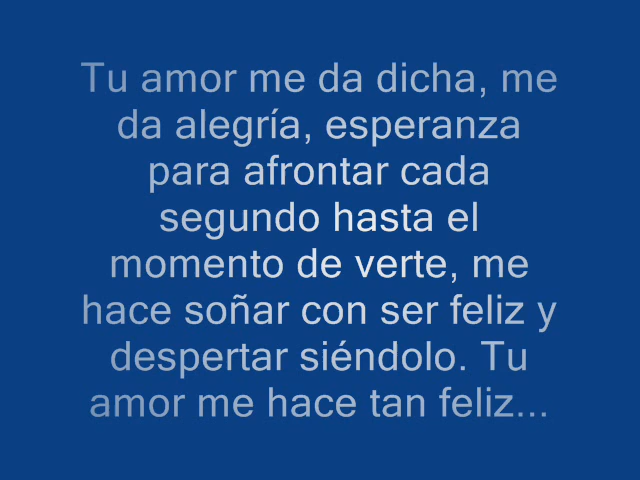 Tu amor me da dicha, me
da alegría, esperanza
para afrontar cada
segundo hasta el
momento de verte, me
hace soñar con ser feliz y
despertar siéndolo. Tu
amor me hace tan feliz...